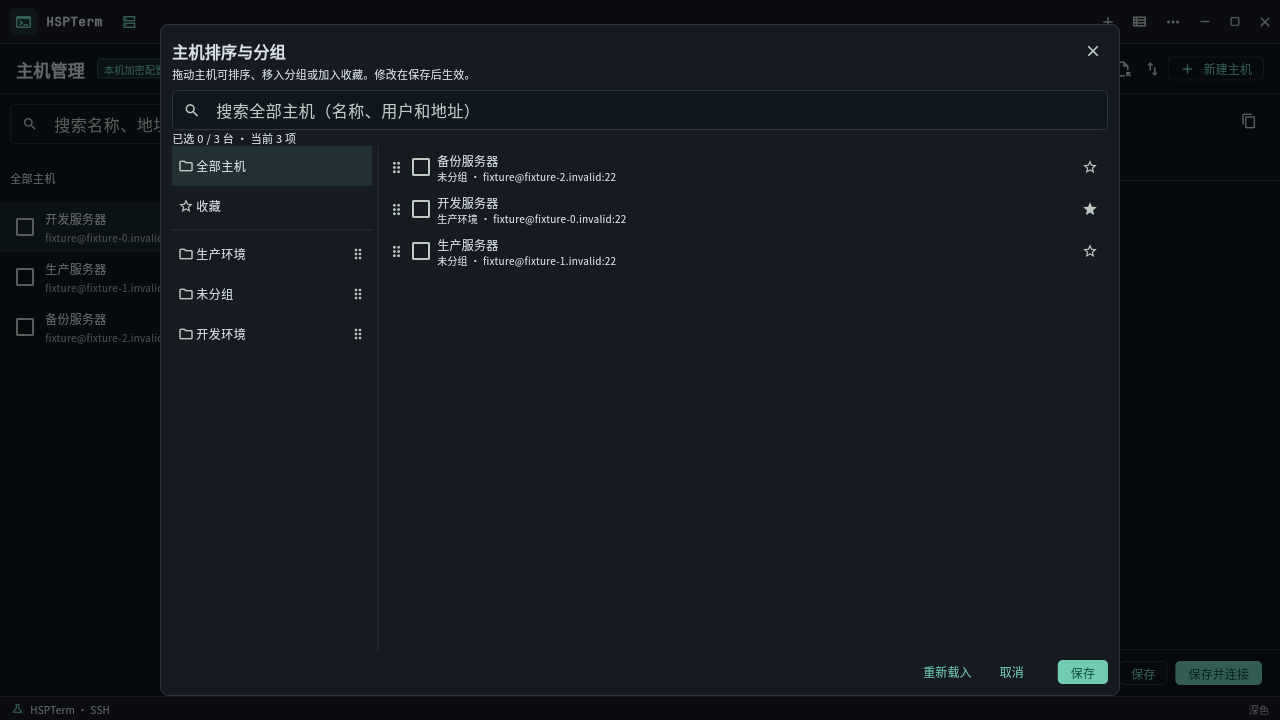 HSPTerm
主机管理
本机加密配置
新建主机
搜索名称、地址
全部主机
开发服务器
fixture@fixture-0.invalid
生产服务器
fixture@fixture-1.invalid
备份服务器
fixture@fixture-2.invalid
主机排序与分组
拖动主机可排序、移入分组或加入收藏。修改在保存后生效。
搜索全部主机（名称、用户和地址）
已选 0 / 3 台 · 当前 3 项
全部主机
收藏
生产环境
未分组
开发环境
备份服务器
未分组 · fixture@fixture-2.invalid:22
开发服务器
生产环境 · fixture@fixture-0.invalid:22
生产服务器
未分组 · fixture@fixture-1.invalid:22
重新载入
取消
保存
保存
保存并连接
HSPTerm · SSH
深色